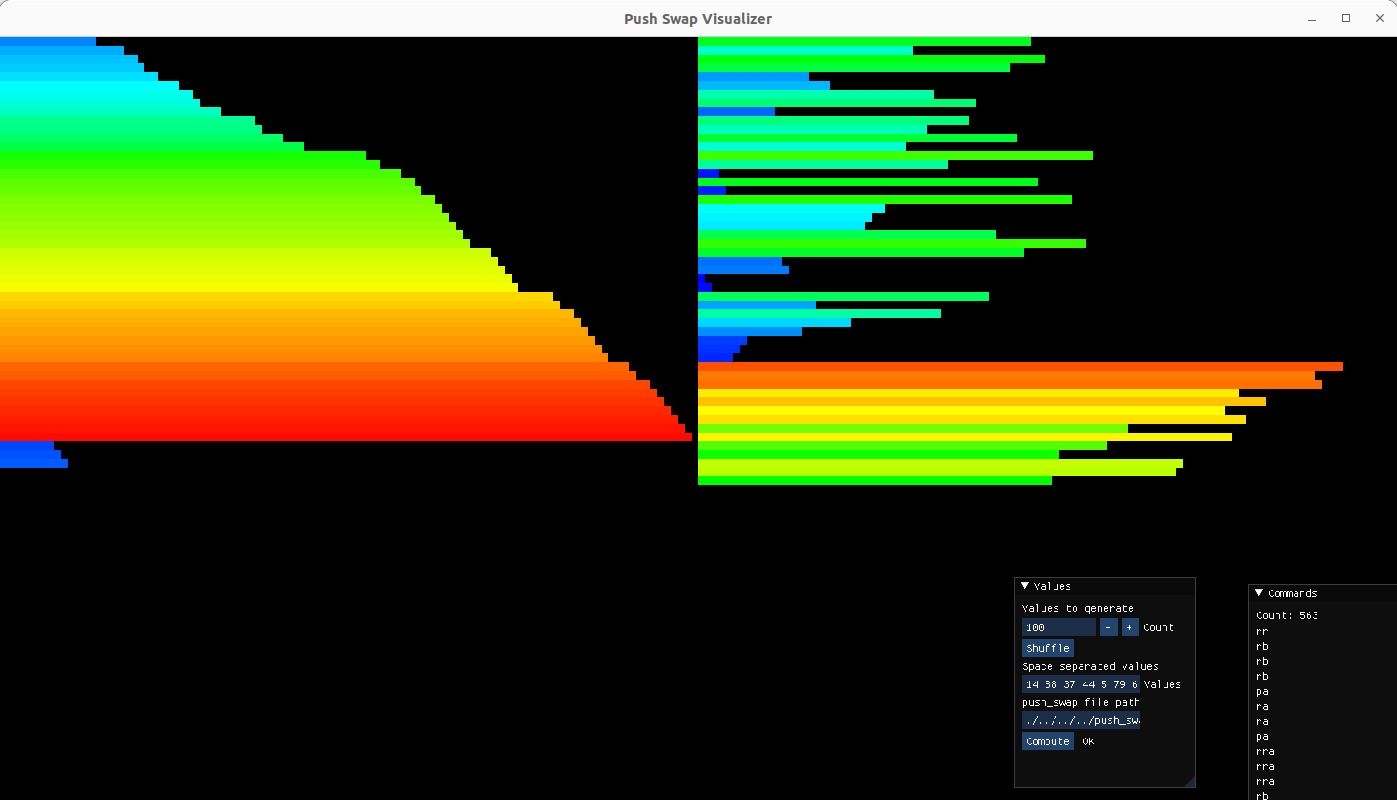 Push Swap Visualizer
Values
Values to generate
100 - + Count
Shuffle
Space separated values
14 38 37 44 5 79 6 Values
push_swap file path
./../../../push_sw
Compute OK
Commands
Count: 563
rr
rb
rb
rb
pa
ra
ra
pa
rra
rra
rra
rb